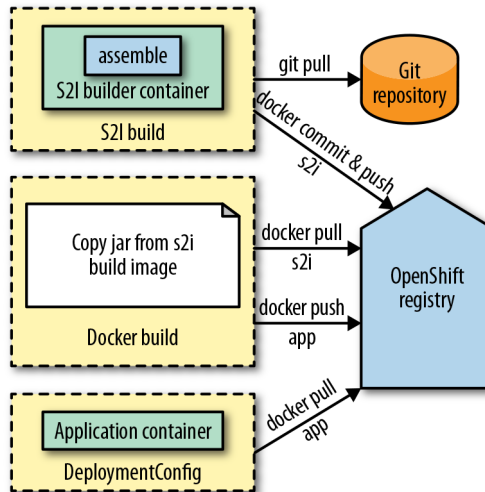 assemble
S2I builder container
S2I build
git pull
Git
repository
docker commit & push
s2i
Copy jar from s2i
build image
Docker build
docker pull
s2i
docker push
app
OpenShift
registry
Application container
DeploymentConfig
docker pull
app